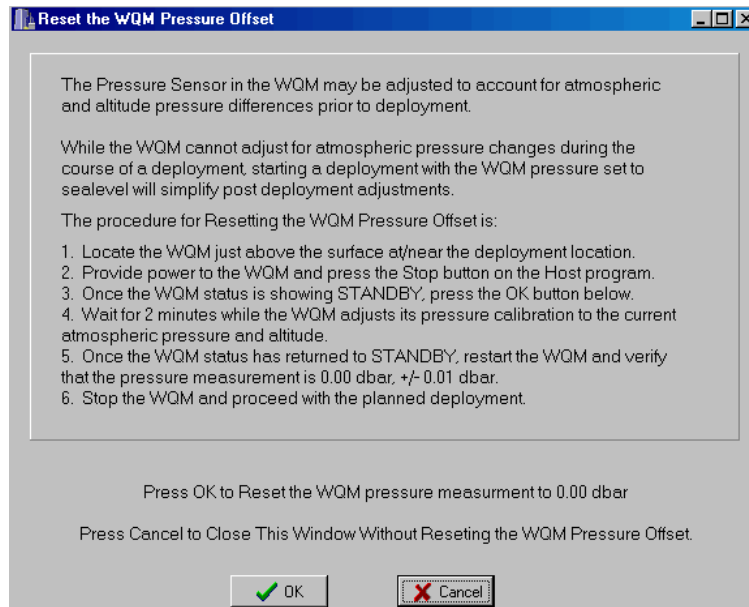 Reset the WQM Pressure Offset
The Pressure Sensor in the WQM may be adjusted to account for atmospheric
and altitude pressure differences prior to deployment.
While the WQM cannot adjust for atmospheric pressure changes during the
course of a deployment, starting a deployment with the WQM pressure set to
sealevel will simplify post deployment adjustments.
The procedure for Resetting the WQM Pressure Offset is:
1. Locate the WQM just above the surface at/near the deployment location.
2. Provide power to the WQM and press the Stop button on the Host program.
3. Once the WQM status is showing STANDBY, press the OK button below.
4. Wait for 2 minutes while the WQM adjusts its pressure calibration to the current
atmospheric pressure and altitude.
5. Once the WQM status has returned to STANDBY, restart the WQM and verify
that the pressure measurement is 0.00 dbar, +/- 0.01 dbar.
6. Stop the WQM and proceed with the planned deployment.
Press OK to Reset the WQM pressure measurment to 0.00 dbar
Press Cancel to Close This Window Without Reseting the WQM Pressure Offset.
OK
Cancel